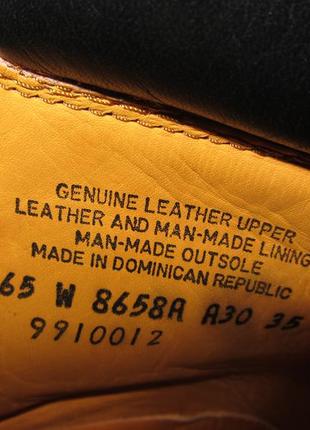 GENUINE LEATHER UPPER
LEATHER AND MAN-MADE LINING
MAN-MADE OUTSOLE
MADE IN DOMINICAN REPUBLIC
65 W 8658A A30 35
9910012